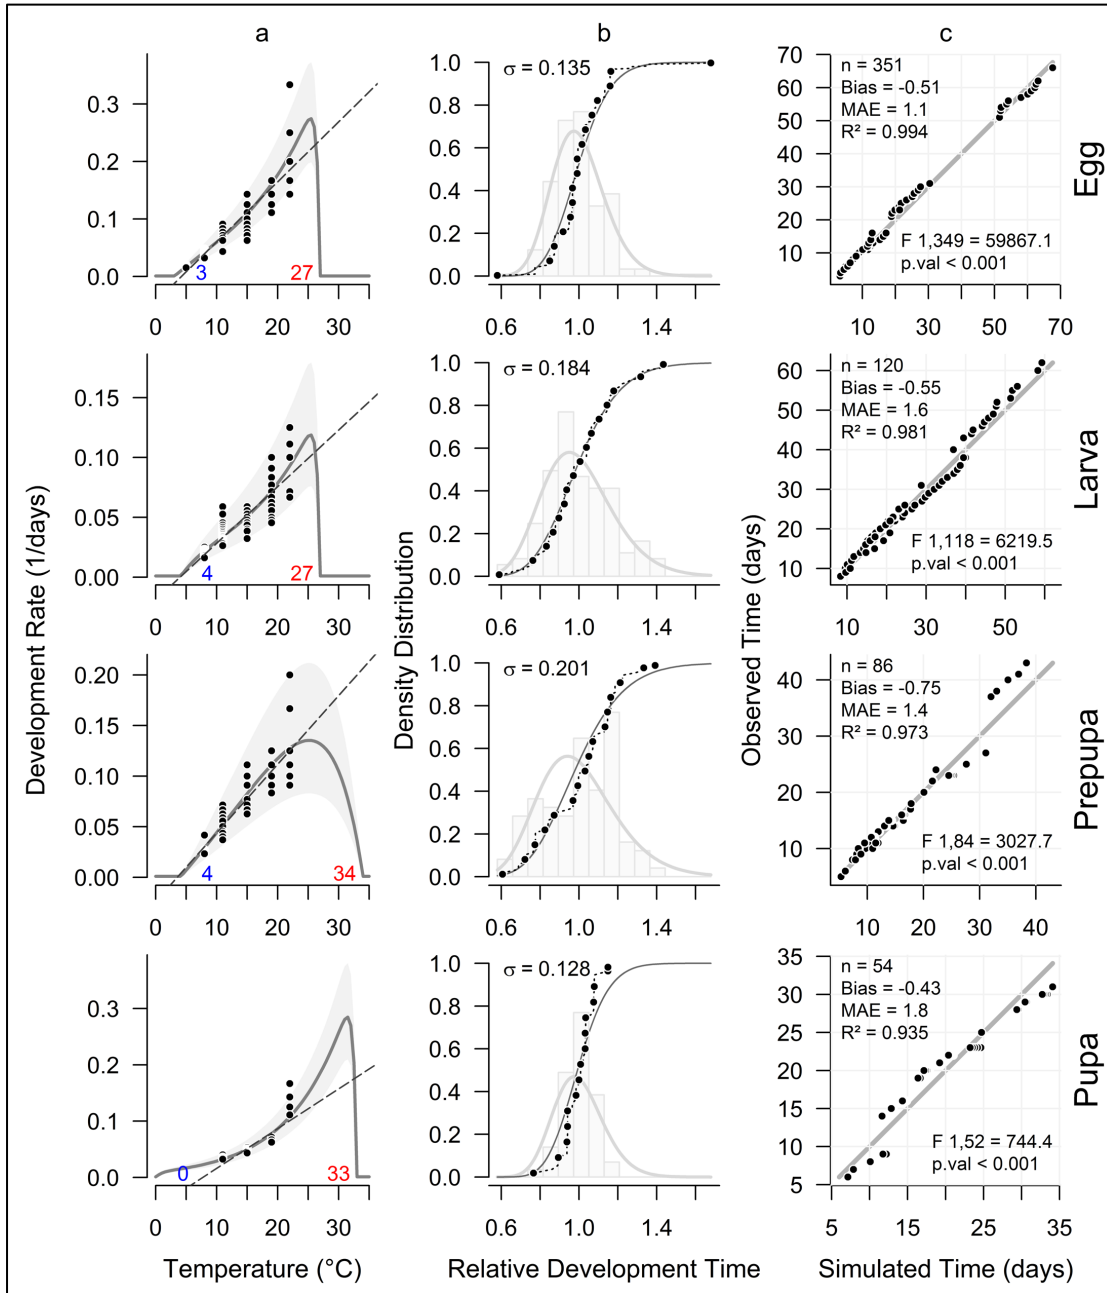 a
b
c
Development Rate (1/days)
Density Distribution
Observed Time (days)
0.3
0.2
0.1
0.0
3
27
0 10 20 30
1.0
0.8
0.6
0.4
0.2
0.0
σ = 0.135
0.6 1.0 1.4
70
60
50
40
30
20
10
n = 351
Bias = -0.51
MAE = 1.1
R² = 0.994
F 1,349 = 59867.1
p.val < 0.001
10 30 50 70
Egg
0.15
0.10
0.05
0.00
4
27
0 10 20 30
1.0
0.8
0.6
0.4
0.2
0.0
σ = 0.184
0.6 1.0 1.4
60
50
40
30
20
10
n = 120
Bias = -0.55
MAE = 1.6
R² = 0.981
F 1,118 = 6219.5
p.val < 0.001
10 30 50
Larva
0.20
0.15
0.10
0.05
0.00
4
34
0 10 20 30
1.0
0.8
0.6
0.4
0.2
0.0
σ = 0.201
0.6 1.0 1.4
40
30
20
10
n = 86
Bias = -0.75
MAE = 1.4
R² = 0.973
F 1,84 = 3027.7
p.val < 0.001
10 20 30 40
Prepupa
0.3
0.2
0.1
0.0
0
33
0 10 20 30
1.0
0.8
0.6
0.4
0.2
0.0
σ = 0.128
0.6 1.0 1.4
35
30
25
20
15
10
5
n = 54
Bias = -0.43
MAE = 1.8
R² = 0.935
F 1,52 = 744.4
p.val < 0.001
5 15 25 35
Pupa
Temperature (°C)
Relative Development Time
Simulated Time (days)